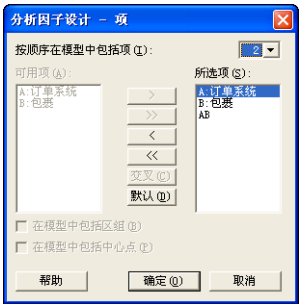 分析因子设计 - 项
按顺序在模型中包括项(I):
2
可用项(A):
所选项(S):
A:订单系统
B:包裹
A:订单系统
B:包裹
AB
>
>>
<
<<
交叉(C)
默认(D)
在模型中包括区组(B)
在模型中包括中心点(P)
帮助
确定(O)
取消